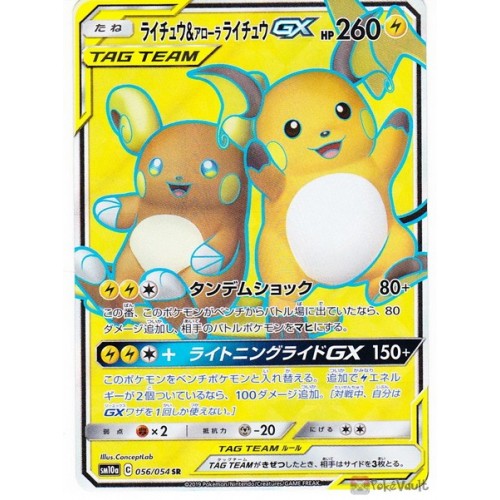 たね ライチュウ&アローラライチュウGX HP 260
TAG TEAM
タンデムショック 80+
この番、このポケモンがベンチからバトル場に出ていたなら、80
ダメージ追加し、相手のバトルポケモンをマヒにする。
+ ライトニングライドGX 150+
このポケモンをベンチポケモンと入れ替える。追加でエネル
ギーが2つついているなら、100ダメージ追加。[対戦中、自分は
GXワザを1回しか使えない。]
弱点 ×2 抵抗力 -20 にげる
Illus.ConceptLab
TAG TEAM ルール
sm10a C 056/054 SR
TAG TEAMがきぜつしたとき、相手はサイドを3枚とる。
©2019 Pokémon/Nintendo/Creatures/GAME FREAK.
PokéVault